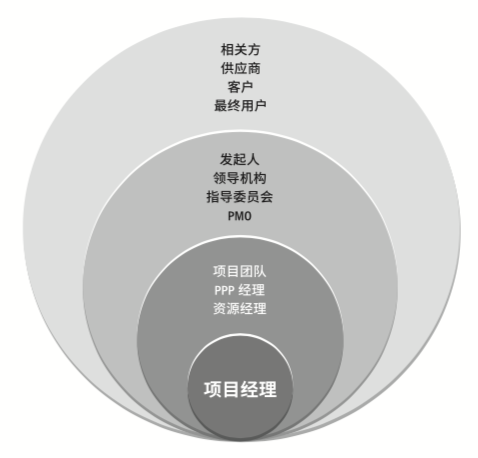 相关方
供应商
客户
最终用户
发起人
领导机构
指导委员会
PMO
项目团队
PPP 经理
资源经理
项目经理